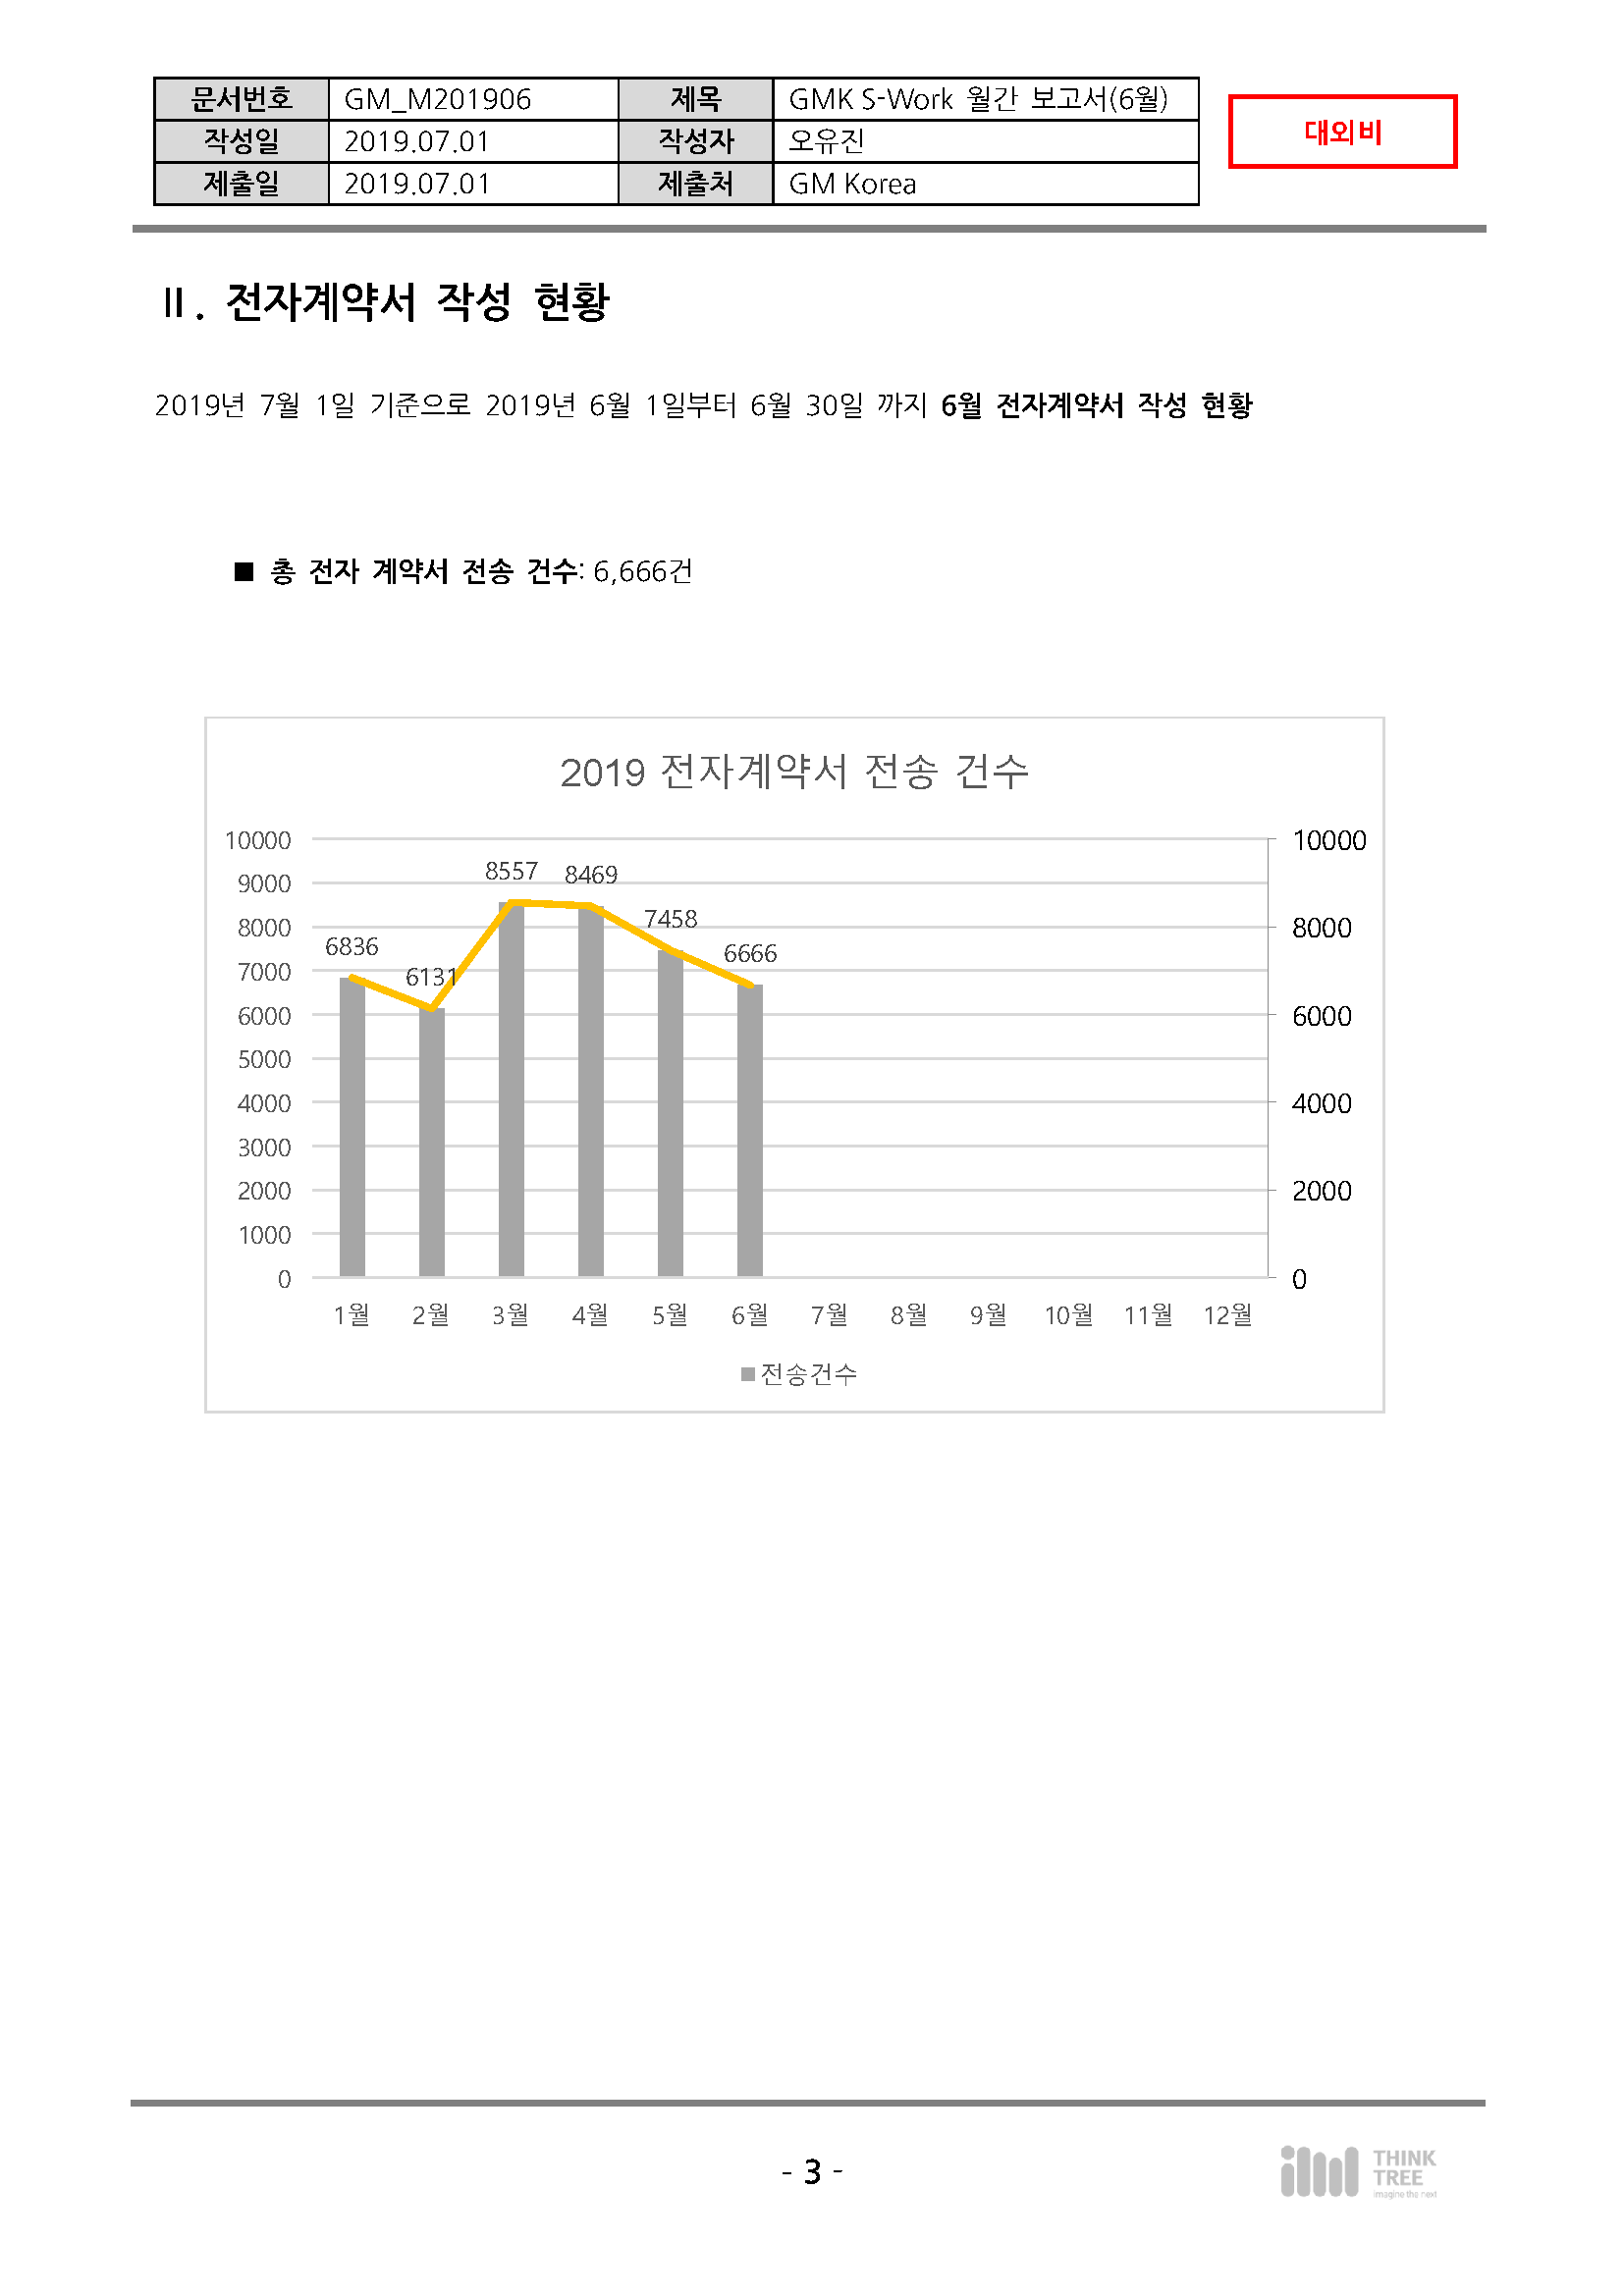 문서번호 GM_M201906 제목 GMK S-Work 월간 보고서(6월)
작성일 2019.07.01 작성자 오유진
제출일 2019.07.01 제출처 GM Korea
대외비
Ⅱ. 전자계약서 작성 현황
2019년 7월 1일 기준으로 2019년 6월 1일부터 6월 30일 까지 6월 전자계약서 작성 현황
■ 총 전자 계약서 전송 건수: 6,666건
2019 전자계약서 전송 건수
10000 10000
9000
8000 8000
7000
6000 6000
5000
4000 4000
3000
2000 2000
1000
0 0
6836 6131 8557 8469 7458 6666
1월 2월 3월 4월 5월 6월 7월 8월 9월 10월 11월 12월
■전송건수
- 3 -
THINK
TREE
imagine the next